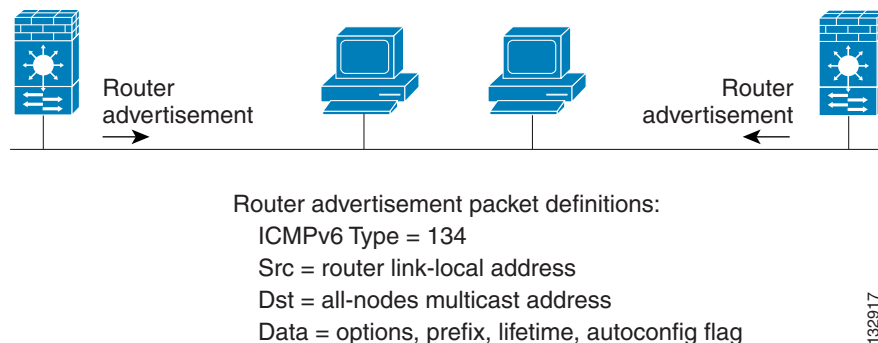 Router
advertisement
Router
advertisement
Router advertisement packet definitions:
ICMPv6 Type = 134
Src = router link-local address
Dst = all-nodes multicast address
Data = options, prefix, lifetime, autoconfig flag
132917